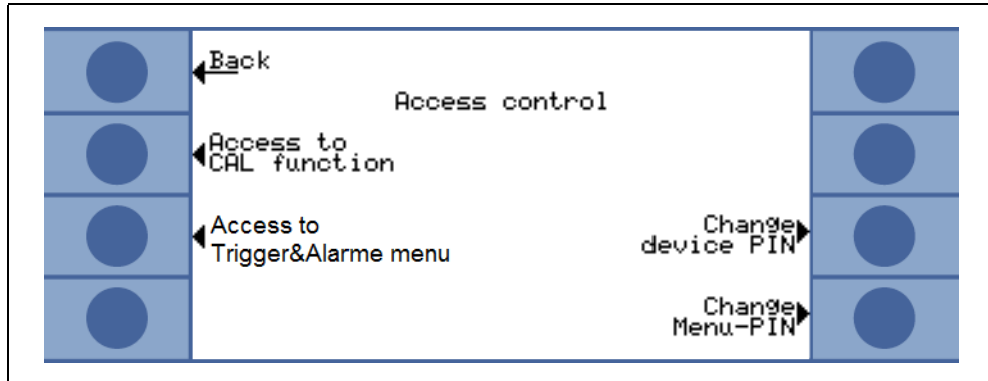 Back
Access control
Access to
CAL function
Access to
Trigger&Alarme menu
Change
device PIN
Change
Menu-PIN